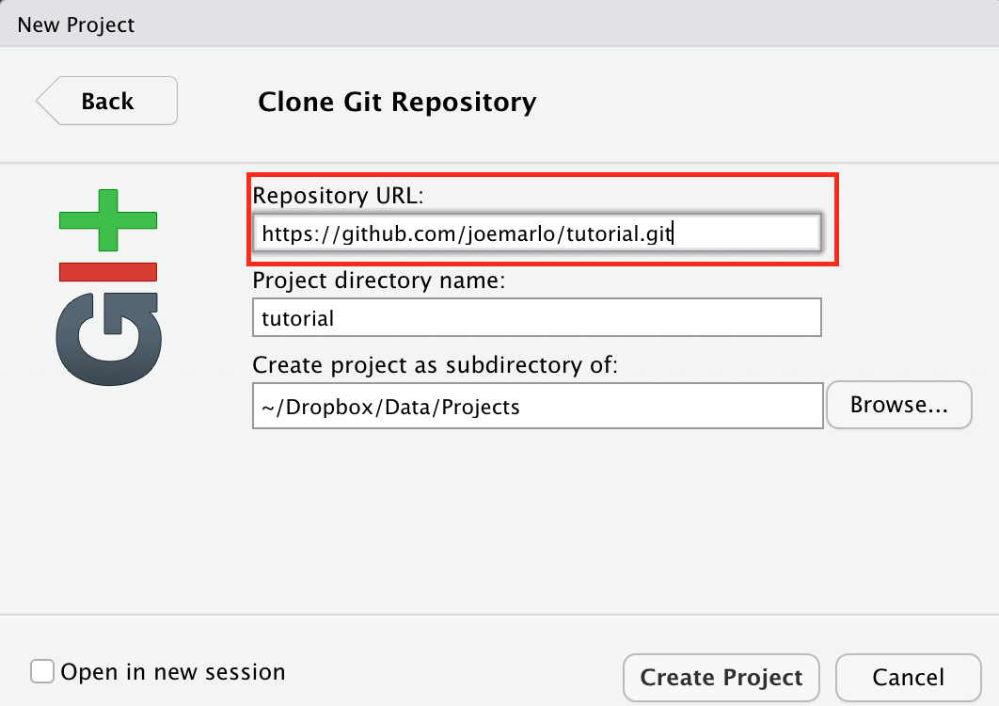 New Project
Back
Clone Git Repository
GIT
Repository URL:
https://github.com/joemarlo/tutorial.git
Project directory name:
tutorial
Create project as subdirectory of:
~/Dropbox/Data/Projects
Browse...
Open in new session
Create Project
Cancel